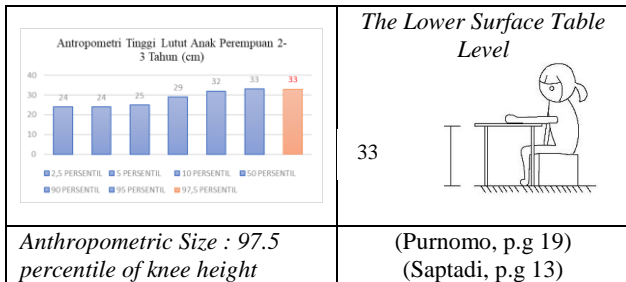 Antropometri Tinggi Lutut Anak Perempuan 2-
3 Tahun (cm)
40
30
20
10
0
24
24
25
29
32
33
33
2,5 PERSENTIL 5 PERSENTIL 10 PERSENTIL 50 PERSENTIL
90 PERSENTIL 95 PERSENTIL 97,5 PERSENTIL
The Lower Surface Table
Level
33
Anthropometric Size : 97.5
percentile of knee height
(Purnomo, p.g 19)
(Saptadi, p.g 13)